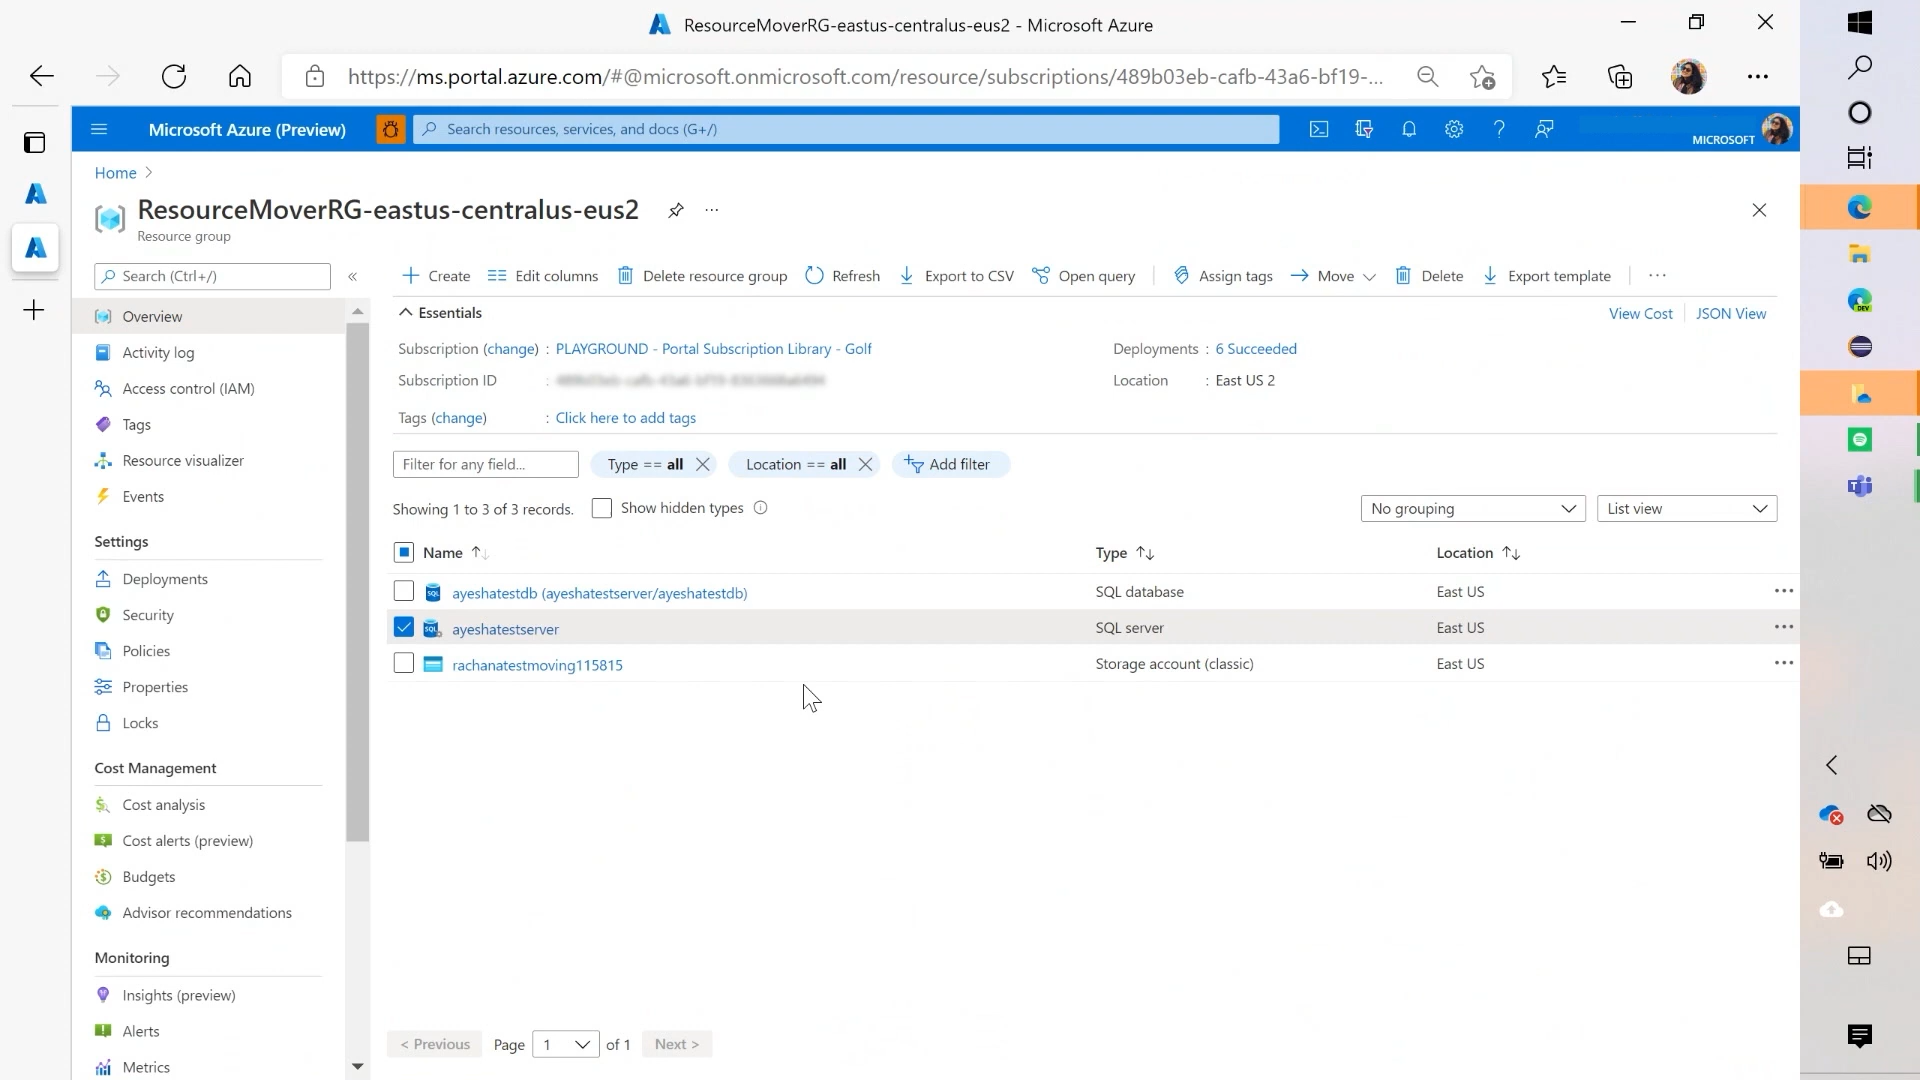 ResourceMoverRG-eastus-centralus-eus2 - Microsoft Azure
https://ms.portal.azure.com/#@microsoft.onmicrosoft.com/resource/subscriptions/489b03eb-cafb-43a6-bf19-...
Microsoft Azure (Preview)
Search resources, services, and docs (G+/)
MICROSOFT
Home
ResourceMoverRG-eastus-centralus-eus2
Resource group
Search (Ctrl+/)
Create
Edit columns
Delete resource group
Refresh
Export to CSV
Open query
Assign tags
Move
Delete
Export template
Overview
Activity log
Access control (IAM)
Tags
Resource visualizer
Events
Settings
Deployments
Security
Policies
Properties
Locks
Cost Management
Cost analysis
Cost alerts (preview)
Budgets
Advisor recommendations
Monitoring
Insights (preview)
Alerts
Metrics
Essentials
View Cost
JSON View
Subscription (change) : PLAYGROUND - Portal Subscription Library - Golf
Deployments : 6 Succeeded
Subscription ID :
Location : East US 2
Tags (change) : Click here to add tags
Filter for any field...
Type == all
Location == all
Add filter
Showing 1 to 3 of 3 records.
Show hidden types
No grouping
List view
Name
Type
Location
ayeshatestdb (ayeshatestserver/ayeshatestdb)
SQL database
East US
ayeshatestserver
SQL server
East US
rachanatestmoving115815
Storage account (classic)
East US
< Previous
Page 1 of 1
Next >
SQL
SQL
DEV